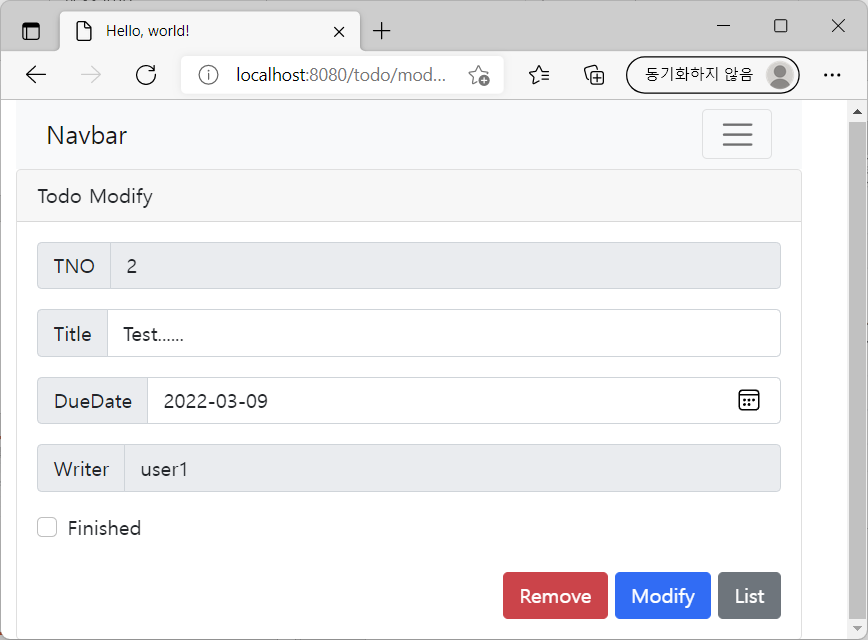 Hello, world!
localhost:8080/todo/mod...
동기화하지 않음
Navbar
Todo Modify
TNO 2
Title Test......
DueDate 2022-03-09
Writer user1
Finished
Remove Modify List